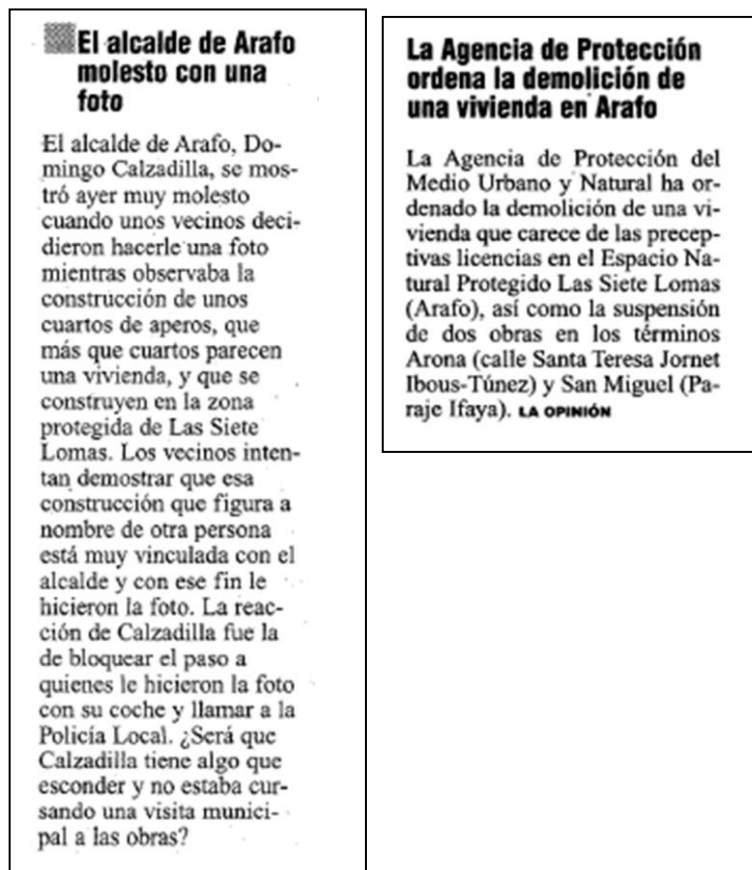 El alcalde de Arafo
molesto con una
foto
El alcalde de Arafo, Do-
mingo Calzadilla, se mos-
tró ayer muy molesto
cuando unos vecinos deci-
dieron hacerle una foto
mientras observaba la
construcción de unos
cuartos de aperos, que
más que cuartos parecen
una vivienda, y que se
construyen en la zona
protegida de Las Siete
Lomas. Los vecinos inten-
tan demostrar que esa
construcción que figura a
nombre de otra persona
está muy vinculada con el
alcalde y con ese fin le
hicieron la foto. La reac-
ción de Calzadilla fue la
de bloquear el paso a
quienes le hicieron la foto
con su coche y llamar a la
Policía Local. ¿Será que
Calzadilla tiene algo que
esconder y no estaba cur-
sando una visita munici-
pal a las obras?
La Agencia de Protección
ordena la demolición de
una vivienda en Arafo
La Agencia de Protección del
Medio Urbano y Natural ha or-
denado la demolición de una vi-
vienda que carece de las precep-
tivas licencias en el Espacio Na-
tural Protegido Las Siete Lomas
(Arafo), así como la suspensión
de dos obras en los términos
Arona (calle Santa Teresa Jornet
Ibous-Túnez) y San Miguel (Pa-
raje Ifaya). LA OPINIÓN